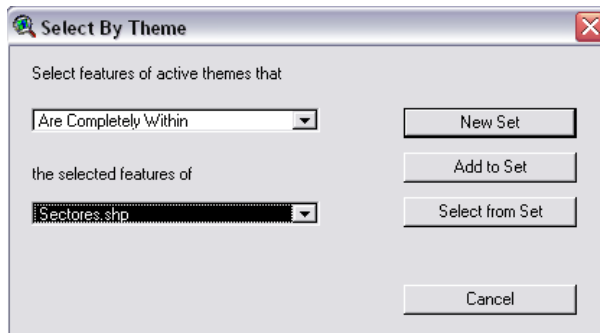 Select By Theme
Select features of active themes that
Are Completely Within
New Set
the selected features of
Add to Set
Sectores.shp
Select from Set
Cancel